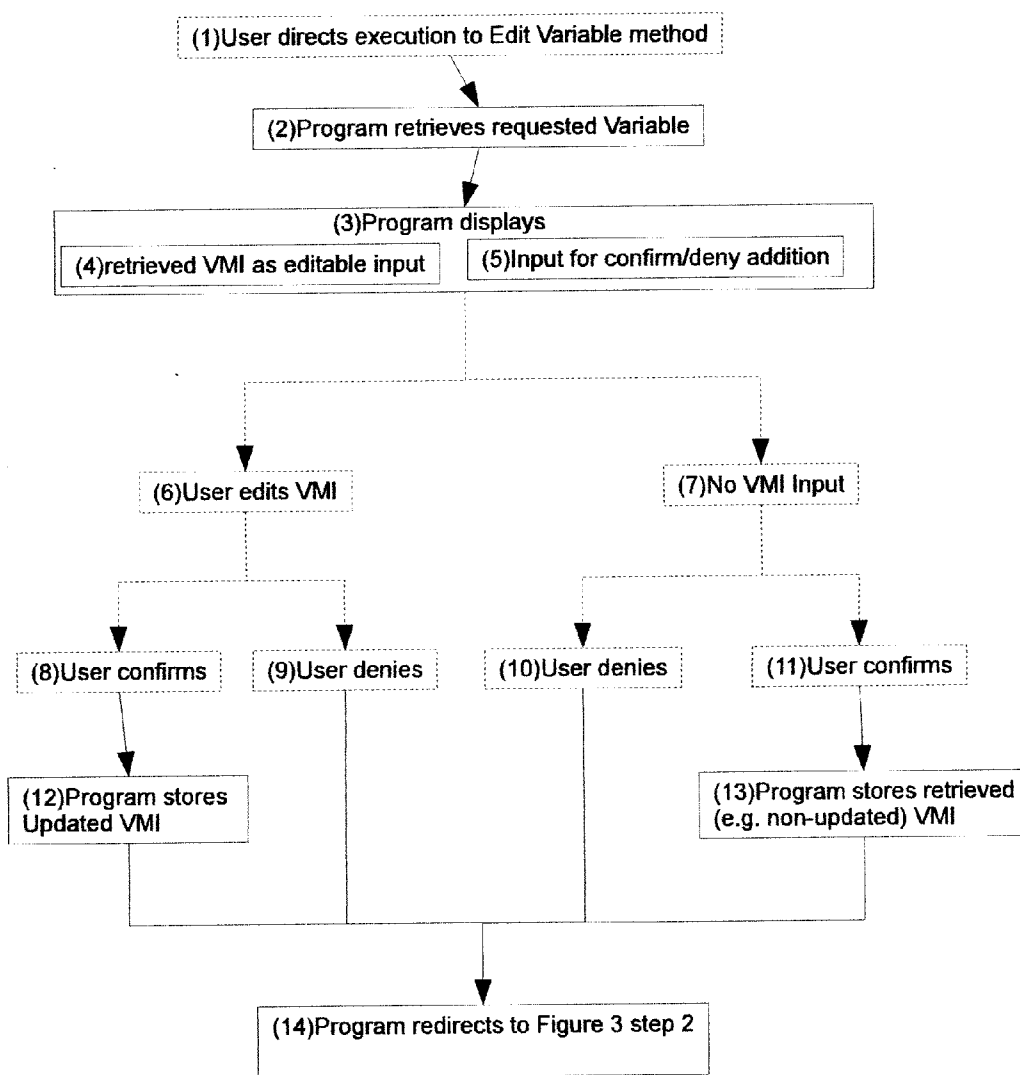 (1)User directs execution to Edit Variable method
(2)Program retrieves requested Variable
(3)Program displays
(4)retrieved VMI as editable input
(5)Input for confirm/deny addition
(6)User edits VMI
(7)No VMI Input
(8)User confirms
(9)User denies
(10)User denies
(11)User confirms
(12)Program stores
Updated VMI
(13)Program stores retrieved
(e.g. non-updated) VMI
(14)Program redirects to Figure 3 step 2